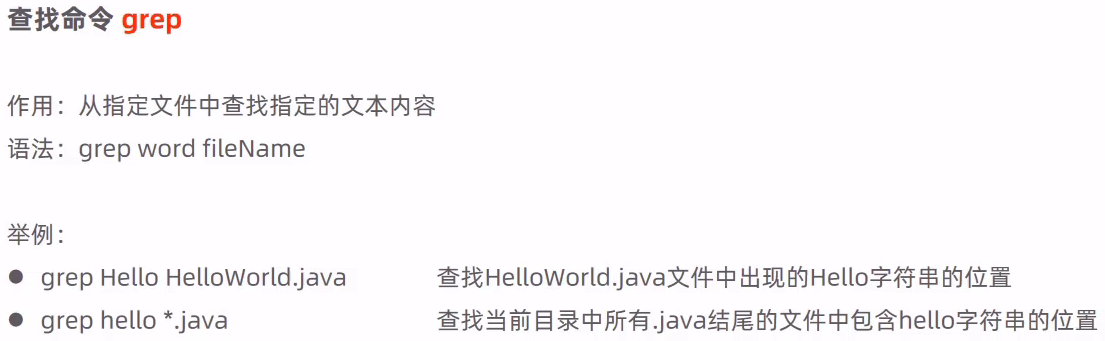 查找命令 grep
作用：从指定文件中查找指定的文本内容
语法：grep word fileName
举例：
● grep Hello HelloWorld.java 查找HelloWorld.java文件中出现的Hello字符串的位置
● grep hello *.java 查找当前目录中所有.java结尾的文件中包含hello字符串的位置